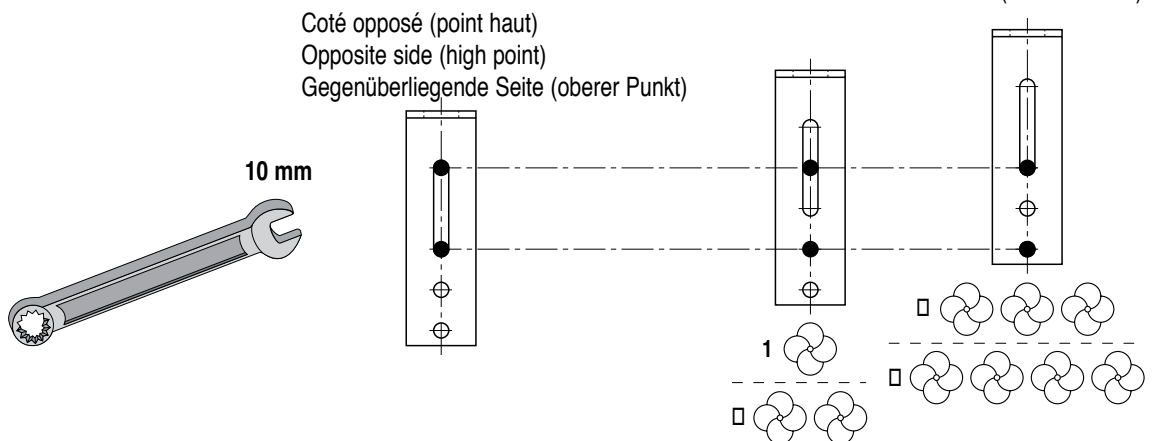 Coté opposé (point haut)
Opposite side (high point)
Gegenüberliegende Seite (oberer Punkt)
10 mm
1